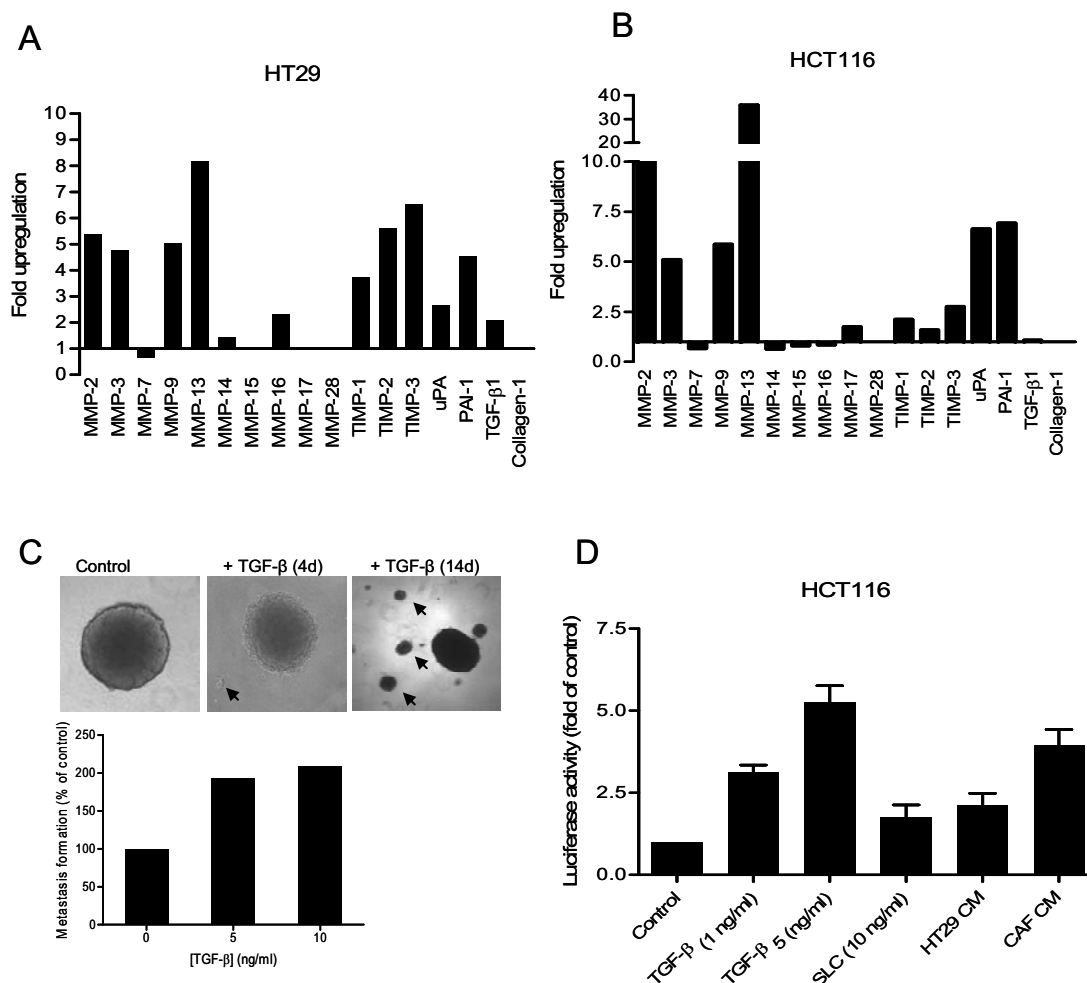 A
HT29
Fold upregulation
10
9
8
7
6
5
4
3
2
1
0
MMP-2
MMP-3
MMP-7
MMP-9
MMP-13
MMP-14
MMP-15
MMP-16
MMP-17
MMP-28
TIMP-1
TIMP-2
TIMP-3
uPA
PAI-1
TGF-β1
Collagen-1
B
HCT116
Fold upregulation
40
30
20
10.0
7.5
5.0
2.5
0.0
MMP-2
MMP-3
MMP-7
MMP-9
MMP-13
MMP-14
MMP-15
MMP-16
MMP-17
MMP-28
TIMP-1
TIMP-2
TIMP-3
uPA
PAI-1
TGF-β1
Collagen-1
C
Control
+ TGF-β (4d)
+ TGF-β (14d)
Metastasis formation (% of control)
250
200
150
100
50
0
0
5
10
[TGF-β] (ng/ml)
D
HCT116
Luciferase activity (fold of control)
7.5
5.0
2.5
0.0
Control
TGF-β (1 ng/ml)
TGF-β 5 (ng/ml)
SLC (10 ng/ml)
HT29 CM
CAF CM